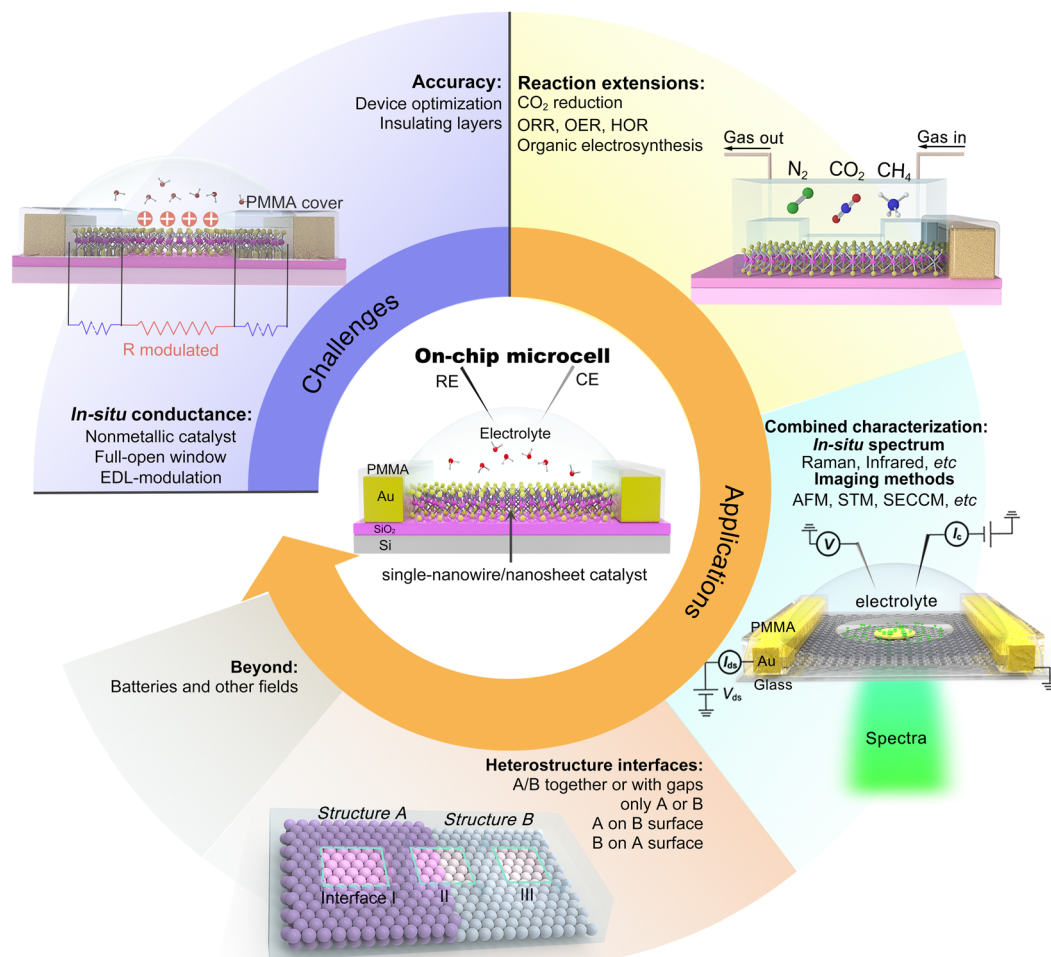 Accuracy:
Device optimization
Insulating layers
Reaction extensions:
CO₂ reduction
ORR, OER, HOR
Organic electrosynthesis
Gas out
Gas in
N₂
CO₂
CH₄
PMMA cover
R modulated
In-situ conductance:
Nonmetallic catalyst
Full-open window
EDL-modulation
Challenges
Applications
On-chip microcell
RE
CE
Electrolyte
PMMA
Au
SiO₂
Si
single-nanowire/nanosheet catalyst
Combined characterization:
In-situ spectrum
Raman, Infrared, etc
Imaging methods
AFM, STM, SECCM, etc
V
Ic
electrolyte
PMMA
Au
Glass
Ids
Vds
Spectra
Beyond:
Batteries and other fields
Heterostructure interfaces:
A/B together or with gaps
only A or B
A on B surface
B on A surface
Structure A
Structure B
Interface I
II
III